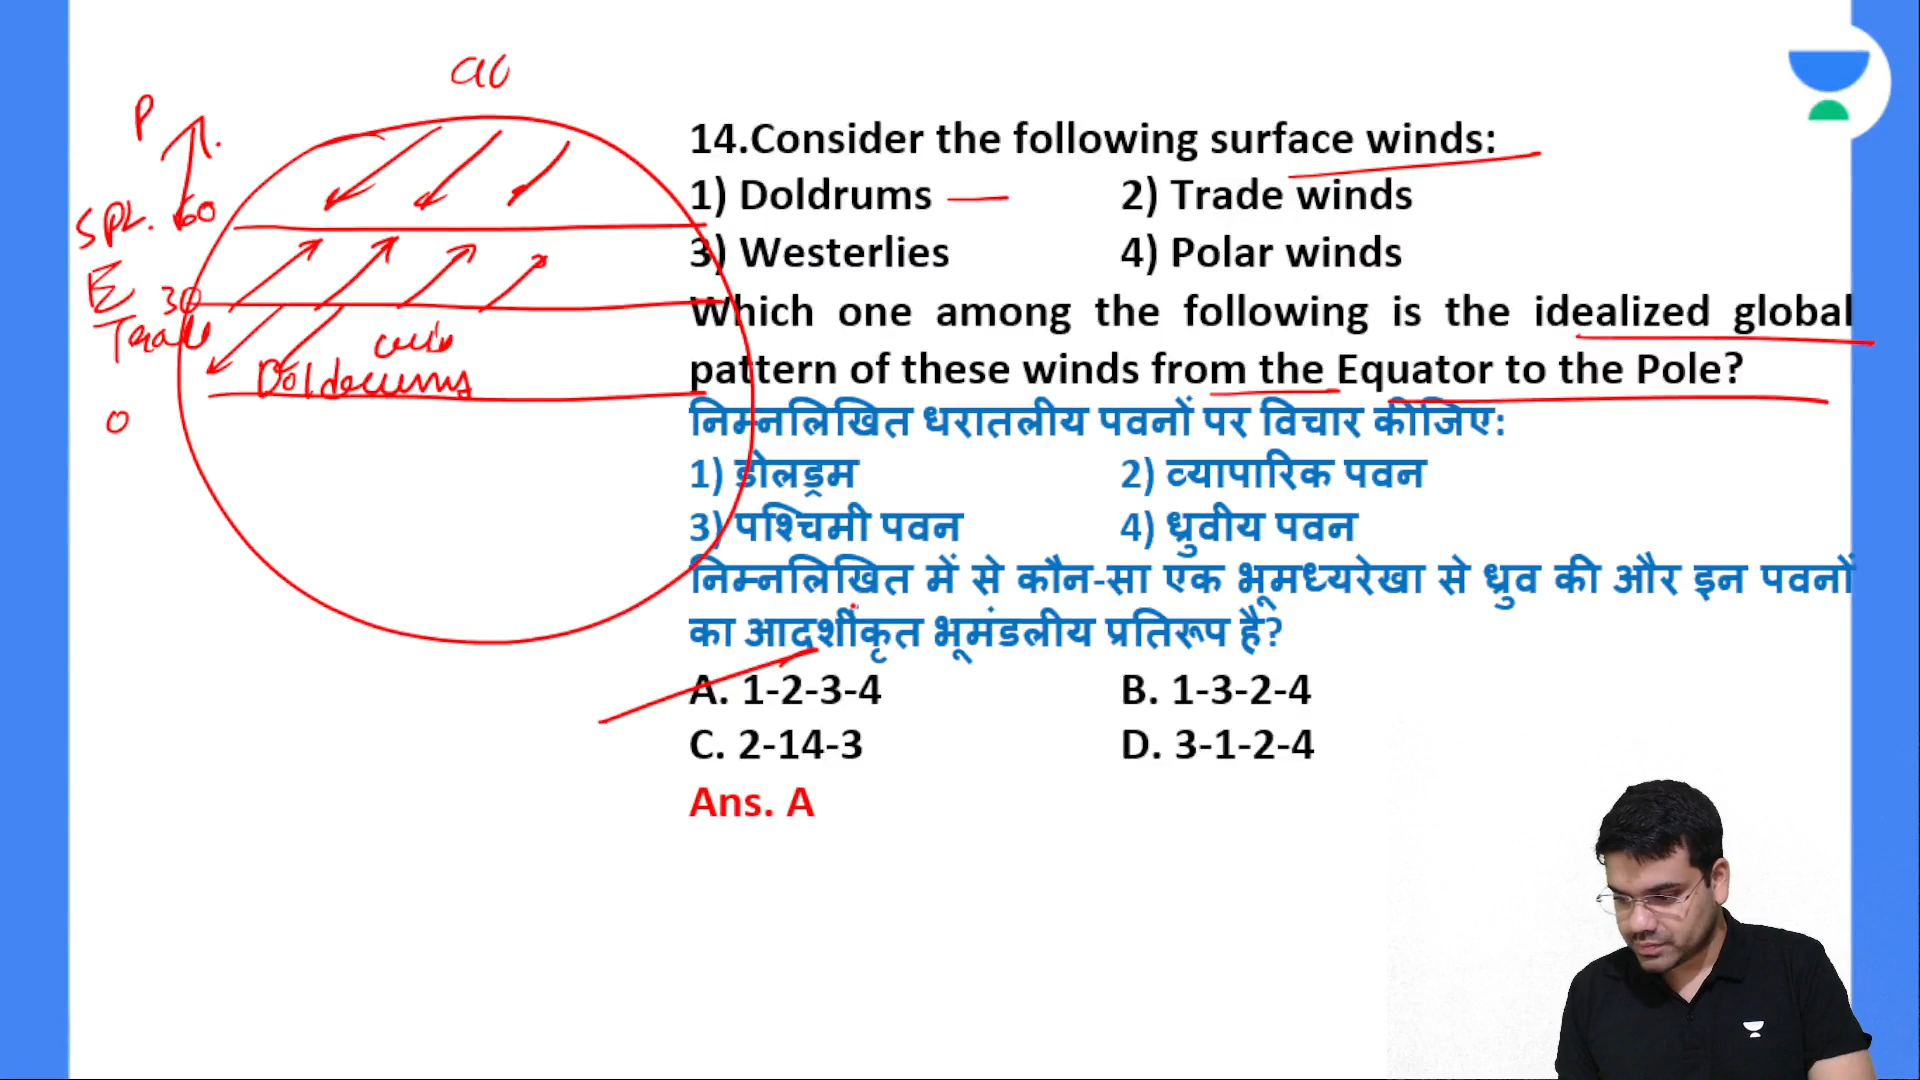 90
P
SPL. 60
E
30
Trade
Doldrums
0
14.Consider the following surface winds:
1) Doldrums 2) Trade winds
3) Westerlies 4) Polar winds
Which one among the following is the idealized global
pattern of these winds from the Equator to the Pole?
निम्नलिखित धरातलीय पवनों पर विचार कीजिए:
1) डोलड्रम 2) व्यापारिक पवन
3) पश्चिमी पवन 4) ध्रुवीय पवन
निम्नलिखित में से कौन-सा एक भूमध्यरेखा से ध्रुव की और इन पवनों
का आदर्शीकृत भूमंडलीय प्रतिरूप है?
A. 1-2-3-4 B. 1-3-2-4
C. 2-14-3 D. 3-1-2-4
Ans. A